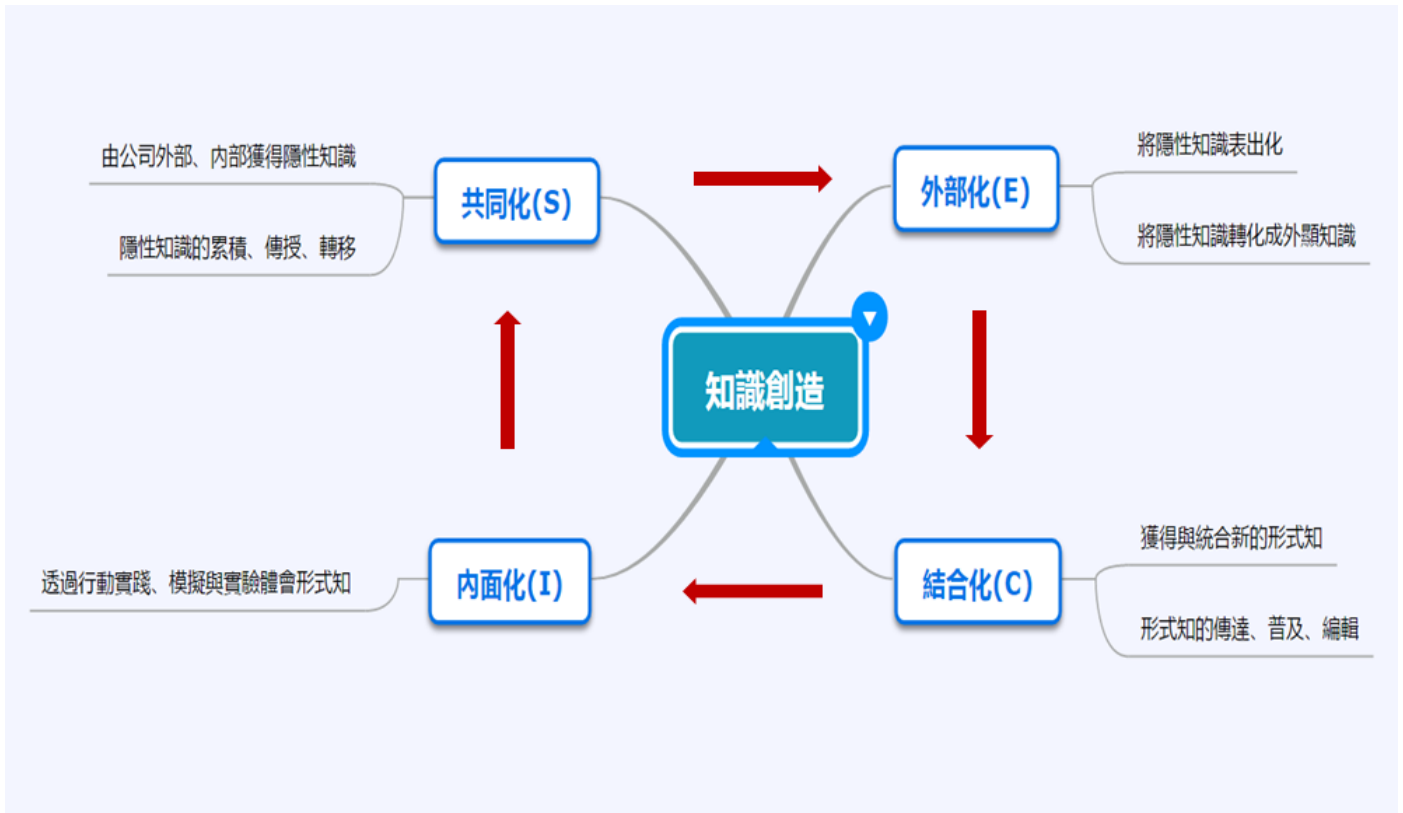 由公司外部、内部獲得隱性知識
隱性知識的累積、傳授、轉移
共同化(S)
外部化(E)
將隱性知識表出化
將隱性知識轉化成外顯知識
知識創造
透過行動實踐、模擬與實驗體會形式知
内面化(I)
結合化(C)
獲得與統合新的形式知
形式知的傳達、普及、編輯